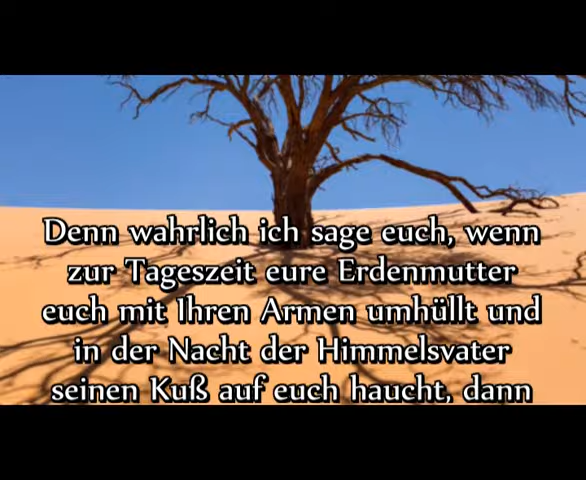 Denn wahrlich ich sage euch, wenn
zur Tageszeit eure Erdenmutter
euch mit Ihren Armen umhüllt und
in der Nacht der Himmelsvater
seinen Kuß auf euch haucht, dann